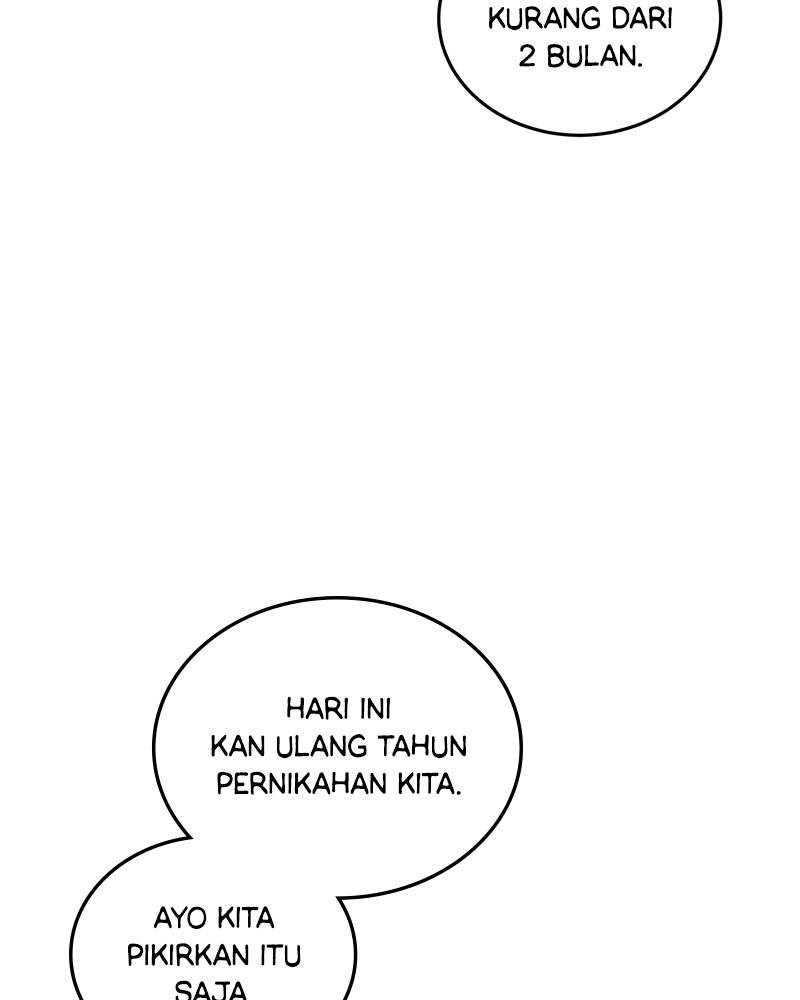 KURANG DARI
2 BULAN.
HARI INI
KAN ULANG TAHUN
PERNIKAHAN KITA.
AYO KITA
PIKIRKAN ITU
SAJA